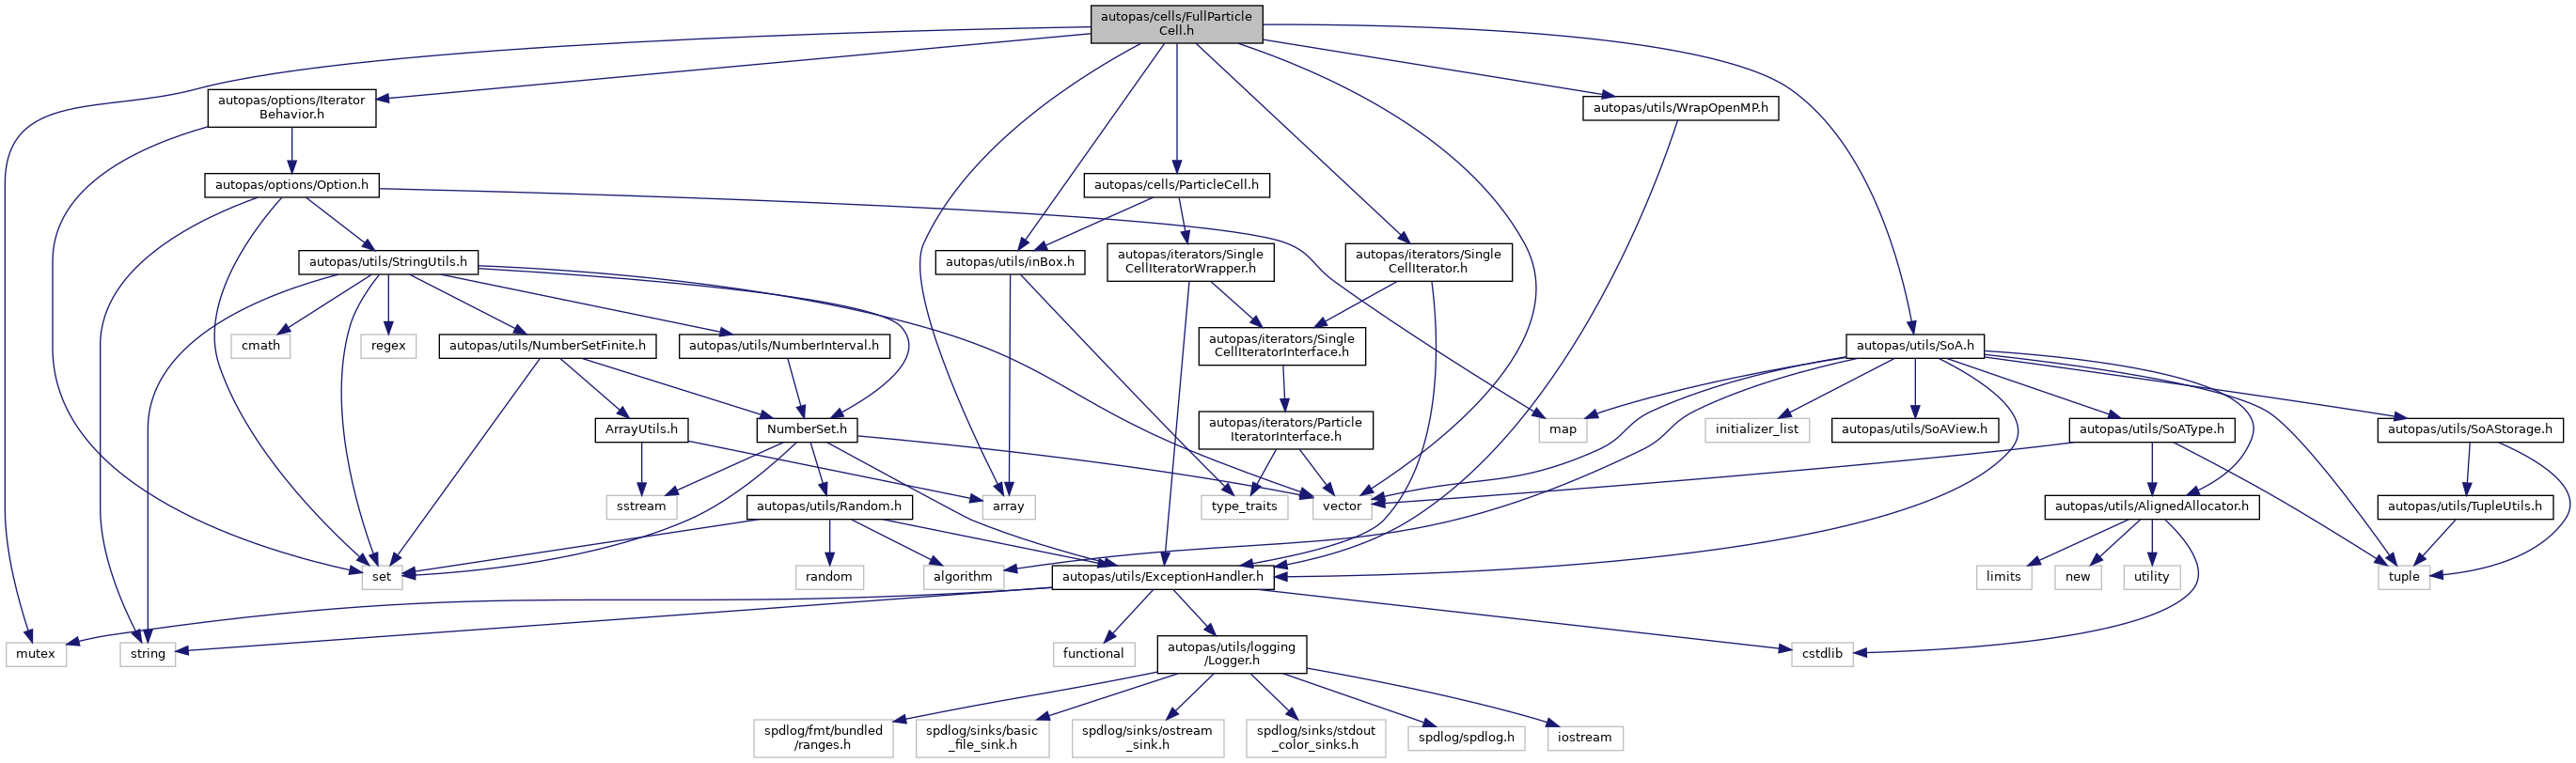 autopas/cells/FullParticle
Cell.h
autopas/options/Iterator
Behavior.h
autopas/utils/WrapOpenMP.h
autopas/options/Option.h
autopas/cells/ParticleCell.h
autopas/utils/StringUtils.h
autopas/utils/inBox.h
autopas/iterators/Single
CellIteratorWrapper.h
autopas/iterators/Single
CellIterator.h
cmath
regex
autopas/utils/NumberSetFinite.h
autopas/utils/NumberInterval.h
autopas/iterators/Single
CellIteratorInterface.h
autopas/utils/SoA.h
ArrayUtils.h
NumberSet.h
autopas/iterators/Particle
IteratorInterface.h
map
initializer_list
autopas/utils/SoAView.h
autopas/utils/SoAType.h
autopas/utils/SoAStorage.h
sstream
autopas/utils/Random.h
array
type_traits
vector
autopas/utils/AlignedAllocator.h
autopas/utils/TupleUtils.h
set
random
algorithm
autopas/utils/ExceptionHandler.h
limits
new
utility
tuple
mutex
string
functional
autopas/utils/logging
/Logger.h
cstdlib
spdlog/fmt/bundled
/ranges.h
spdlog/sinks/basic
_file_sink.h
spdlog/sinks/ostream
_sink.h
spdlog/sinks/stdout
_color_sinks.h
spdlog/spdlog.h
iostream